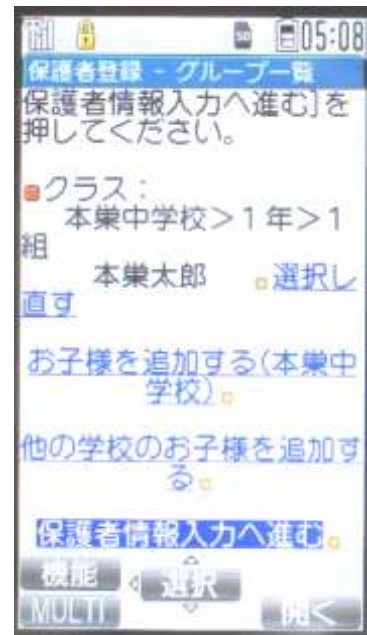 05:08
保護者登録 - グループ一覧
保護者情報入力へ進む]を
押してください。
クラス：
本巣中学校＞１年＞１
組
本巣太郎 選択し
直す
お子様を追加する(本巣中
学校)
他の学校のお子様を追加す
る
保護者情報入力へ進む
機能 選択
MULTI 開く